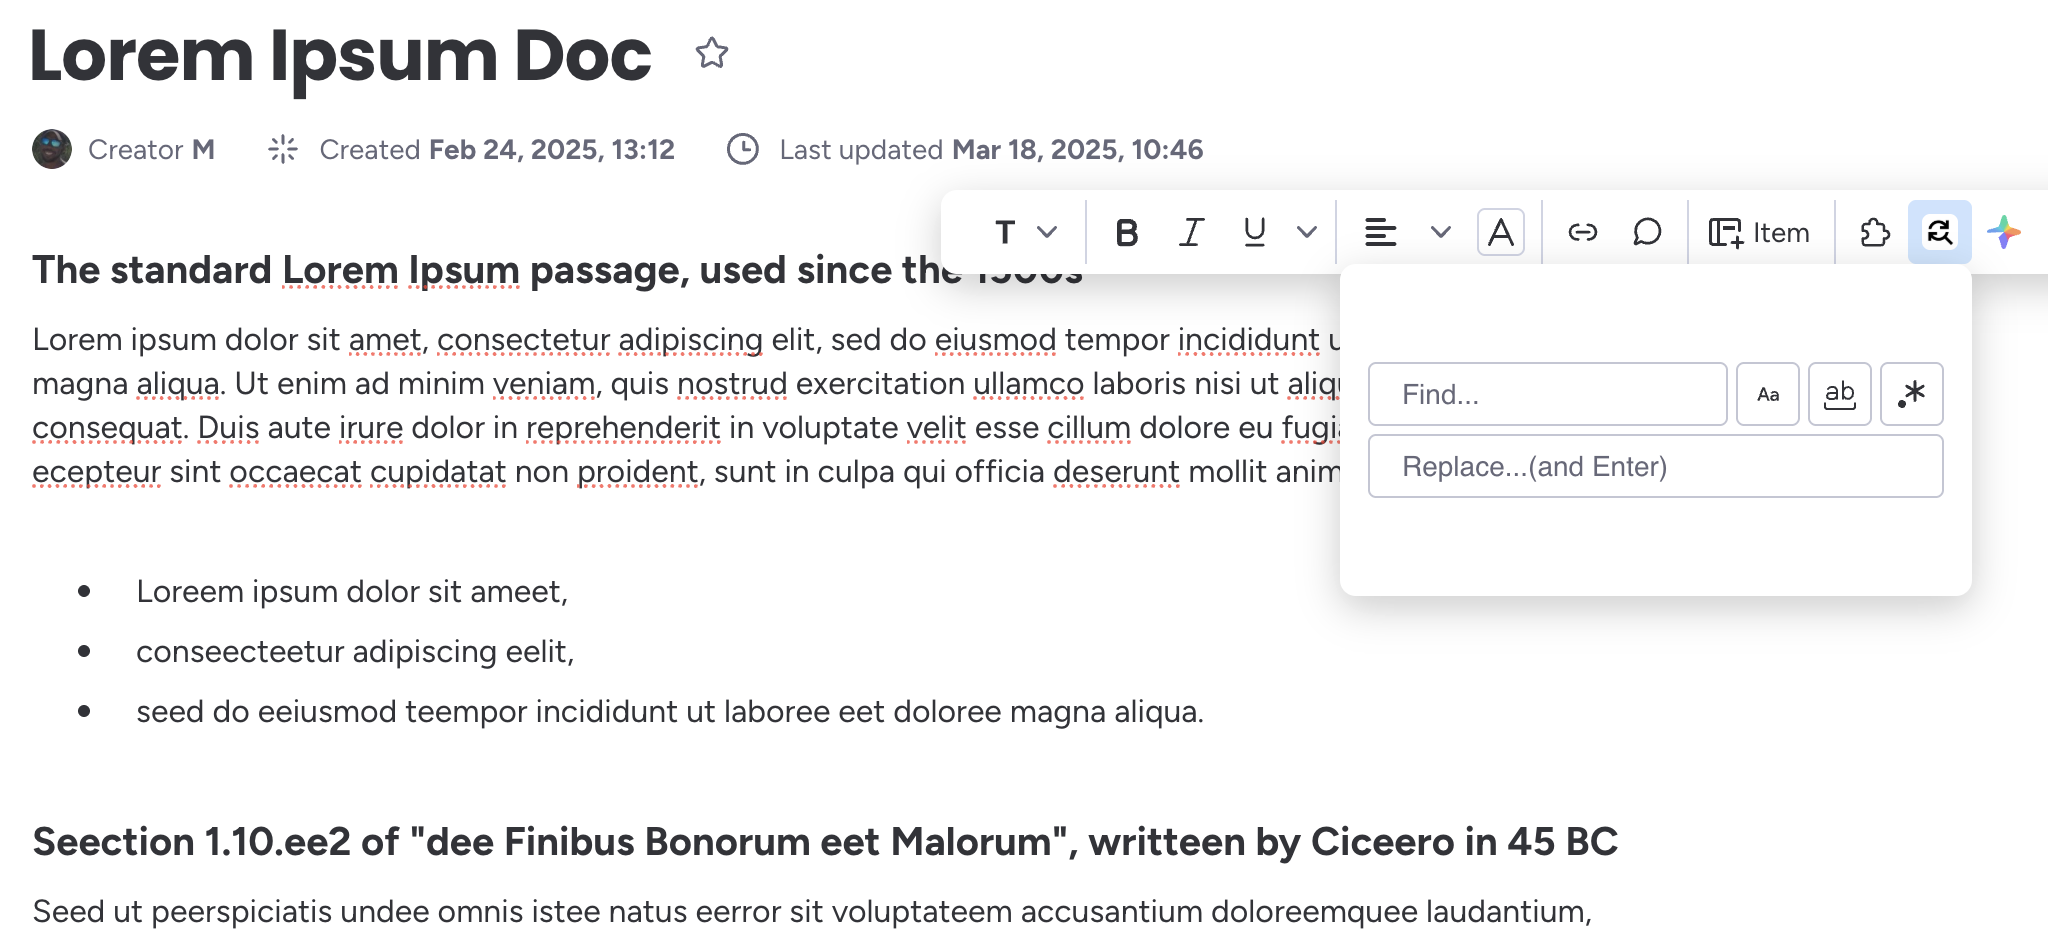 Lorem Ipsum Doc
Creator M Created Feb 24, 2025, 13:12 Last updated Mar 18, 2025, 10:46
T B I U A Item
The standard Lorem Ipsum passage, used since the 1500s
Lorem ipsum dolor sit amet, consectetur adipiscing elit, sed do eiusmod tempor incididunt
magna aliqua. Ut enim ad minim veniam, quis nostrud exercitation ullamco laboris nisi ut
consequat. Duis aute irure dolor in reprehenderit in voluptate velit esse cillum dolore eu
ecepteur sint occaecat cupidatat non proident, sunt in culpa qui officia deserunt mollit anim
Find... Aa ab .*
Replace...(and Enter)
Loreem ipsum dolor sit ameet,
conseecteetur adipiscing eelit,
seed do eeiusmod teempor incididunt ut laboree eet doloree magna aliqua.
Seection 1.10.ee2 of "dee Finibus Bonorum eet Malorum", writteen by Ciceero in 45 BC
Seed ut peerspiciatis undee omnis istee natus eerror sit voluptateem accusantium doloreemquee laudantium,